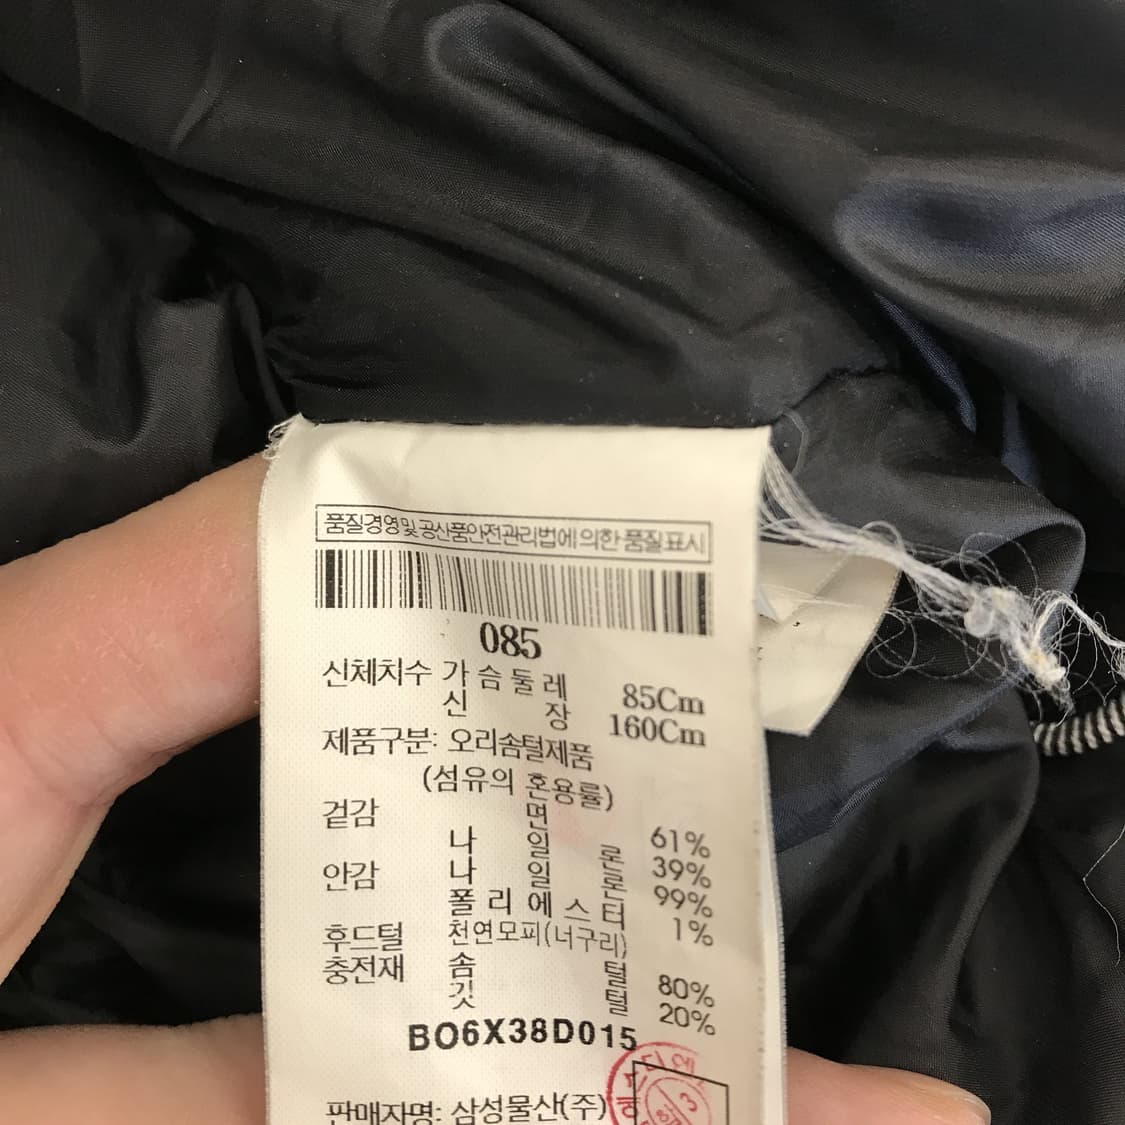 품질경영및공산품안전관리법에의한품질표시
085
신체치수 가슴둘레 85Cm
신장 160Cm
제품구분: 오리솜털제품
(섬유의 혼용률)
겉감 면 61%
나일론 39%
안감 나일론 99%
폴리에스터 1%
후드털 천연모피(너구리)
충전재 솜털 80%
깃털 20%
BO6X38D015
판매자명: 삼성물산(주)